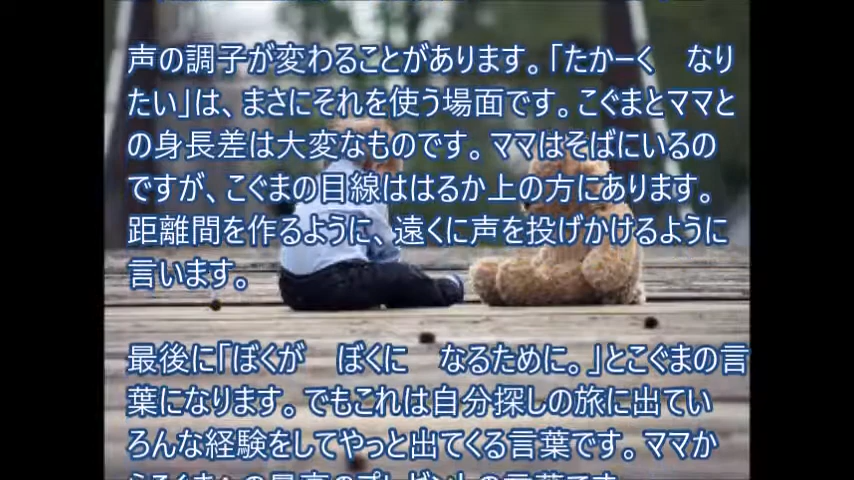 声の調子が変わることがあります。「たかーく　なり
たい」は、まさにそれを使う場面です。こぐまとママと
の身長差は大変なものです。ママはそばにいるの
ですが、こぐまの目線ははるか上の方にあります。
距離間を作るように、遠くに声を投げかけるように
言います。
最後に「ぼくが　ぼくに　なるために。」とこぐまの言
葉になります。でもこれは自分探しの旅に出てい
ろんな経験をしてやっと出てくる言葉です。ママか